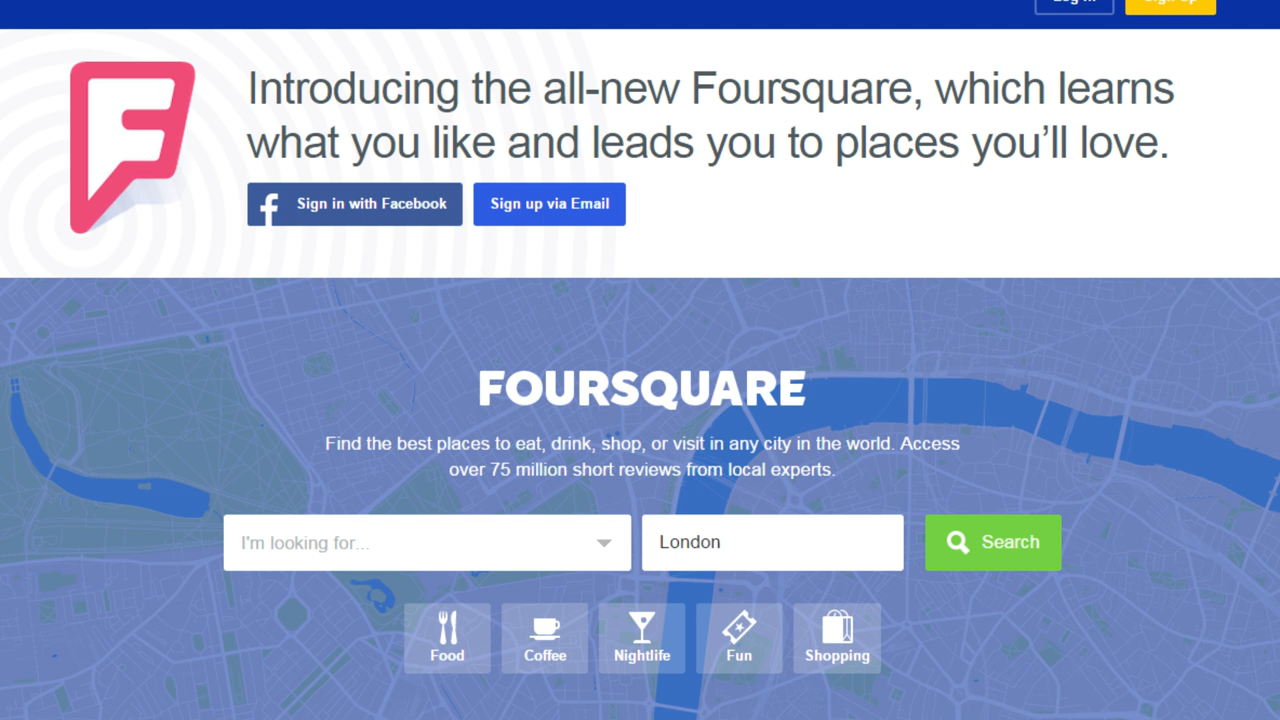 Introducing the all-new Foursquare, which learns
what you like and leads you to places you’ll love.
Sign in with Facebook
Sign up via Email
FOURSQUARE
Find the best places to eat, drink, shop, or visit in any city in the world. Access
over 75 million short reviews from local experts.
I'm looking for...
London
Search
Food
Coffee
Nightlife
Fun
Shopping